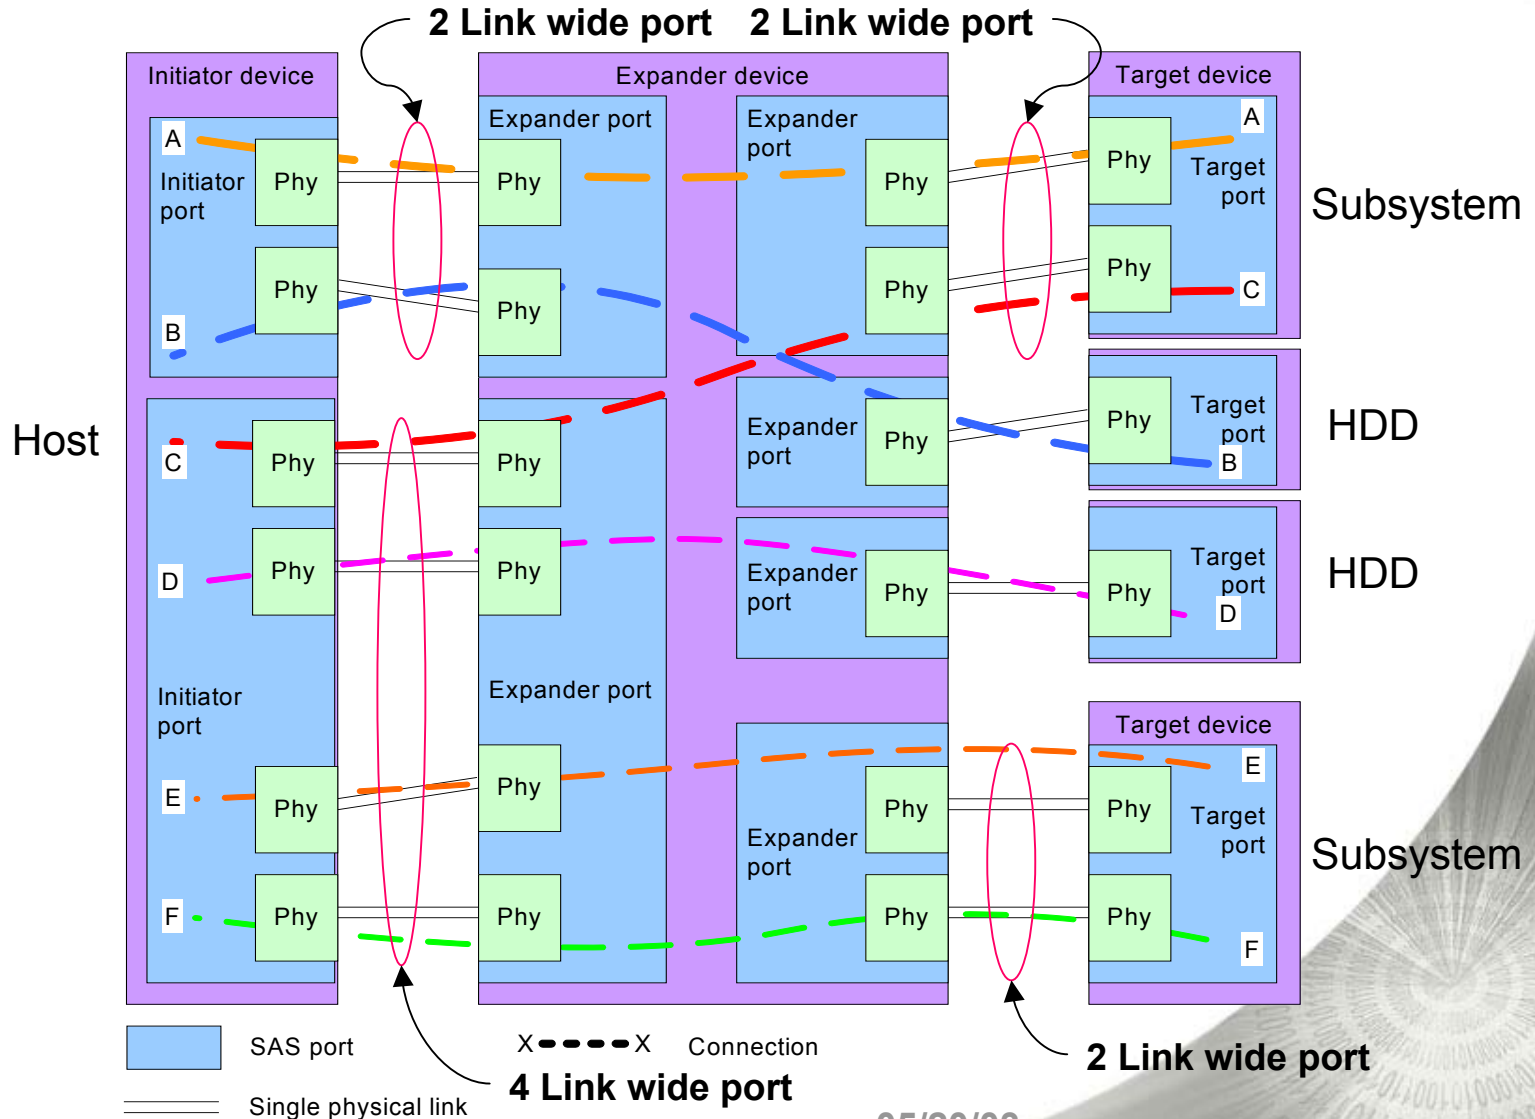 2 Link wide port
2 Link wide port
Initiator device
Expander device
Target device
A
Initiator
port
Phy
Phy
B
Expander port
Phy
Phy
Expander
port
Phy
Phy
A
Phy
Target
port
Phy
C
Subsystem
Host
C
Phy
Phy
Expander
port
Phy
Phy
Target
port
B
HDD
D
Phy
Phy
Expander
port
Phy
Phy
Target
port
D
HDD
Initiator
port
Expander port
Target device
E
Phy
Phy
Expander
port
Phy
Phy
E
Target
port
Subsystem
F
Phy
Phy
Phy
Phy
F
SAS port
X X Connection
Single physical link
4 Link wide port
2 Link wide port